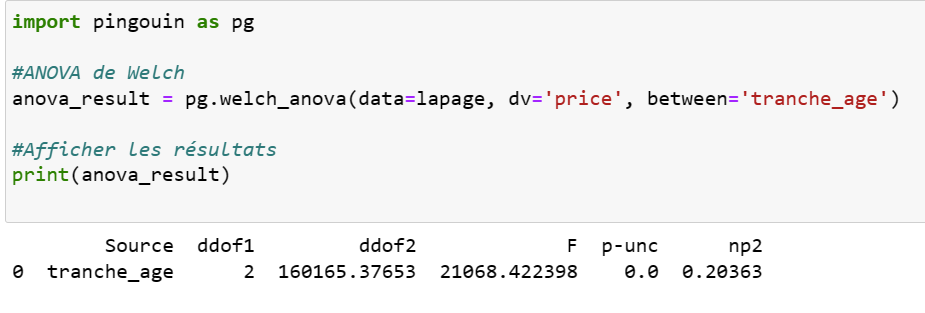 import pingouin as pg
#ANOVA de Welch
anova_result = pg.welch_anova(data=lapage, dv='price', between='tranche_age')
#Afficher les résultats
print(anova_result)
Source ddof1 ddof2 F p-unc np2
0 tranche_age 2 160165.37653 21068.422398 0.0 0.20363